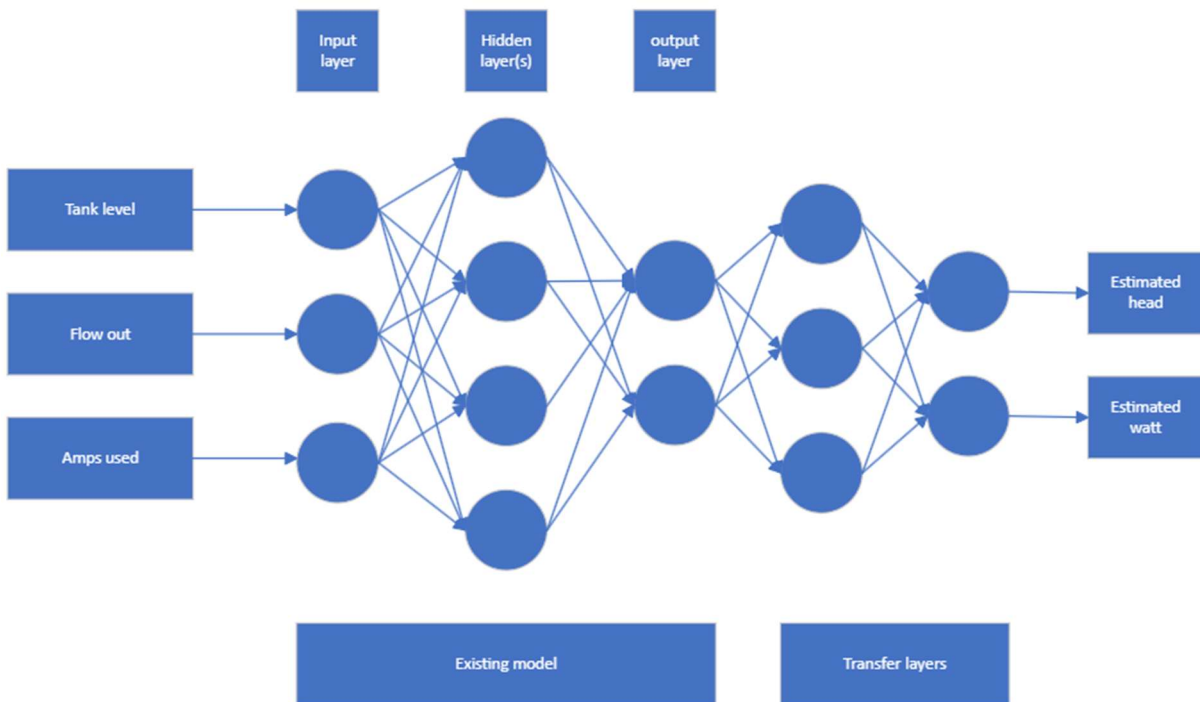 Input
layer
Hidden
layer(s)
output
layer
Tank level
Flow out
Amps used
Estimated
head
Estimated
watt
Existing model
Transfer layers